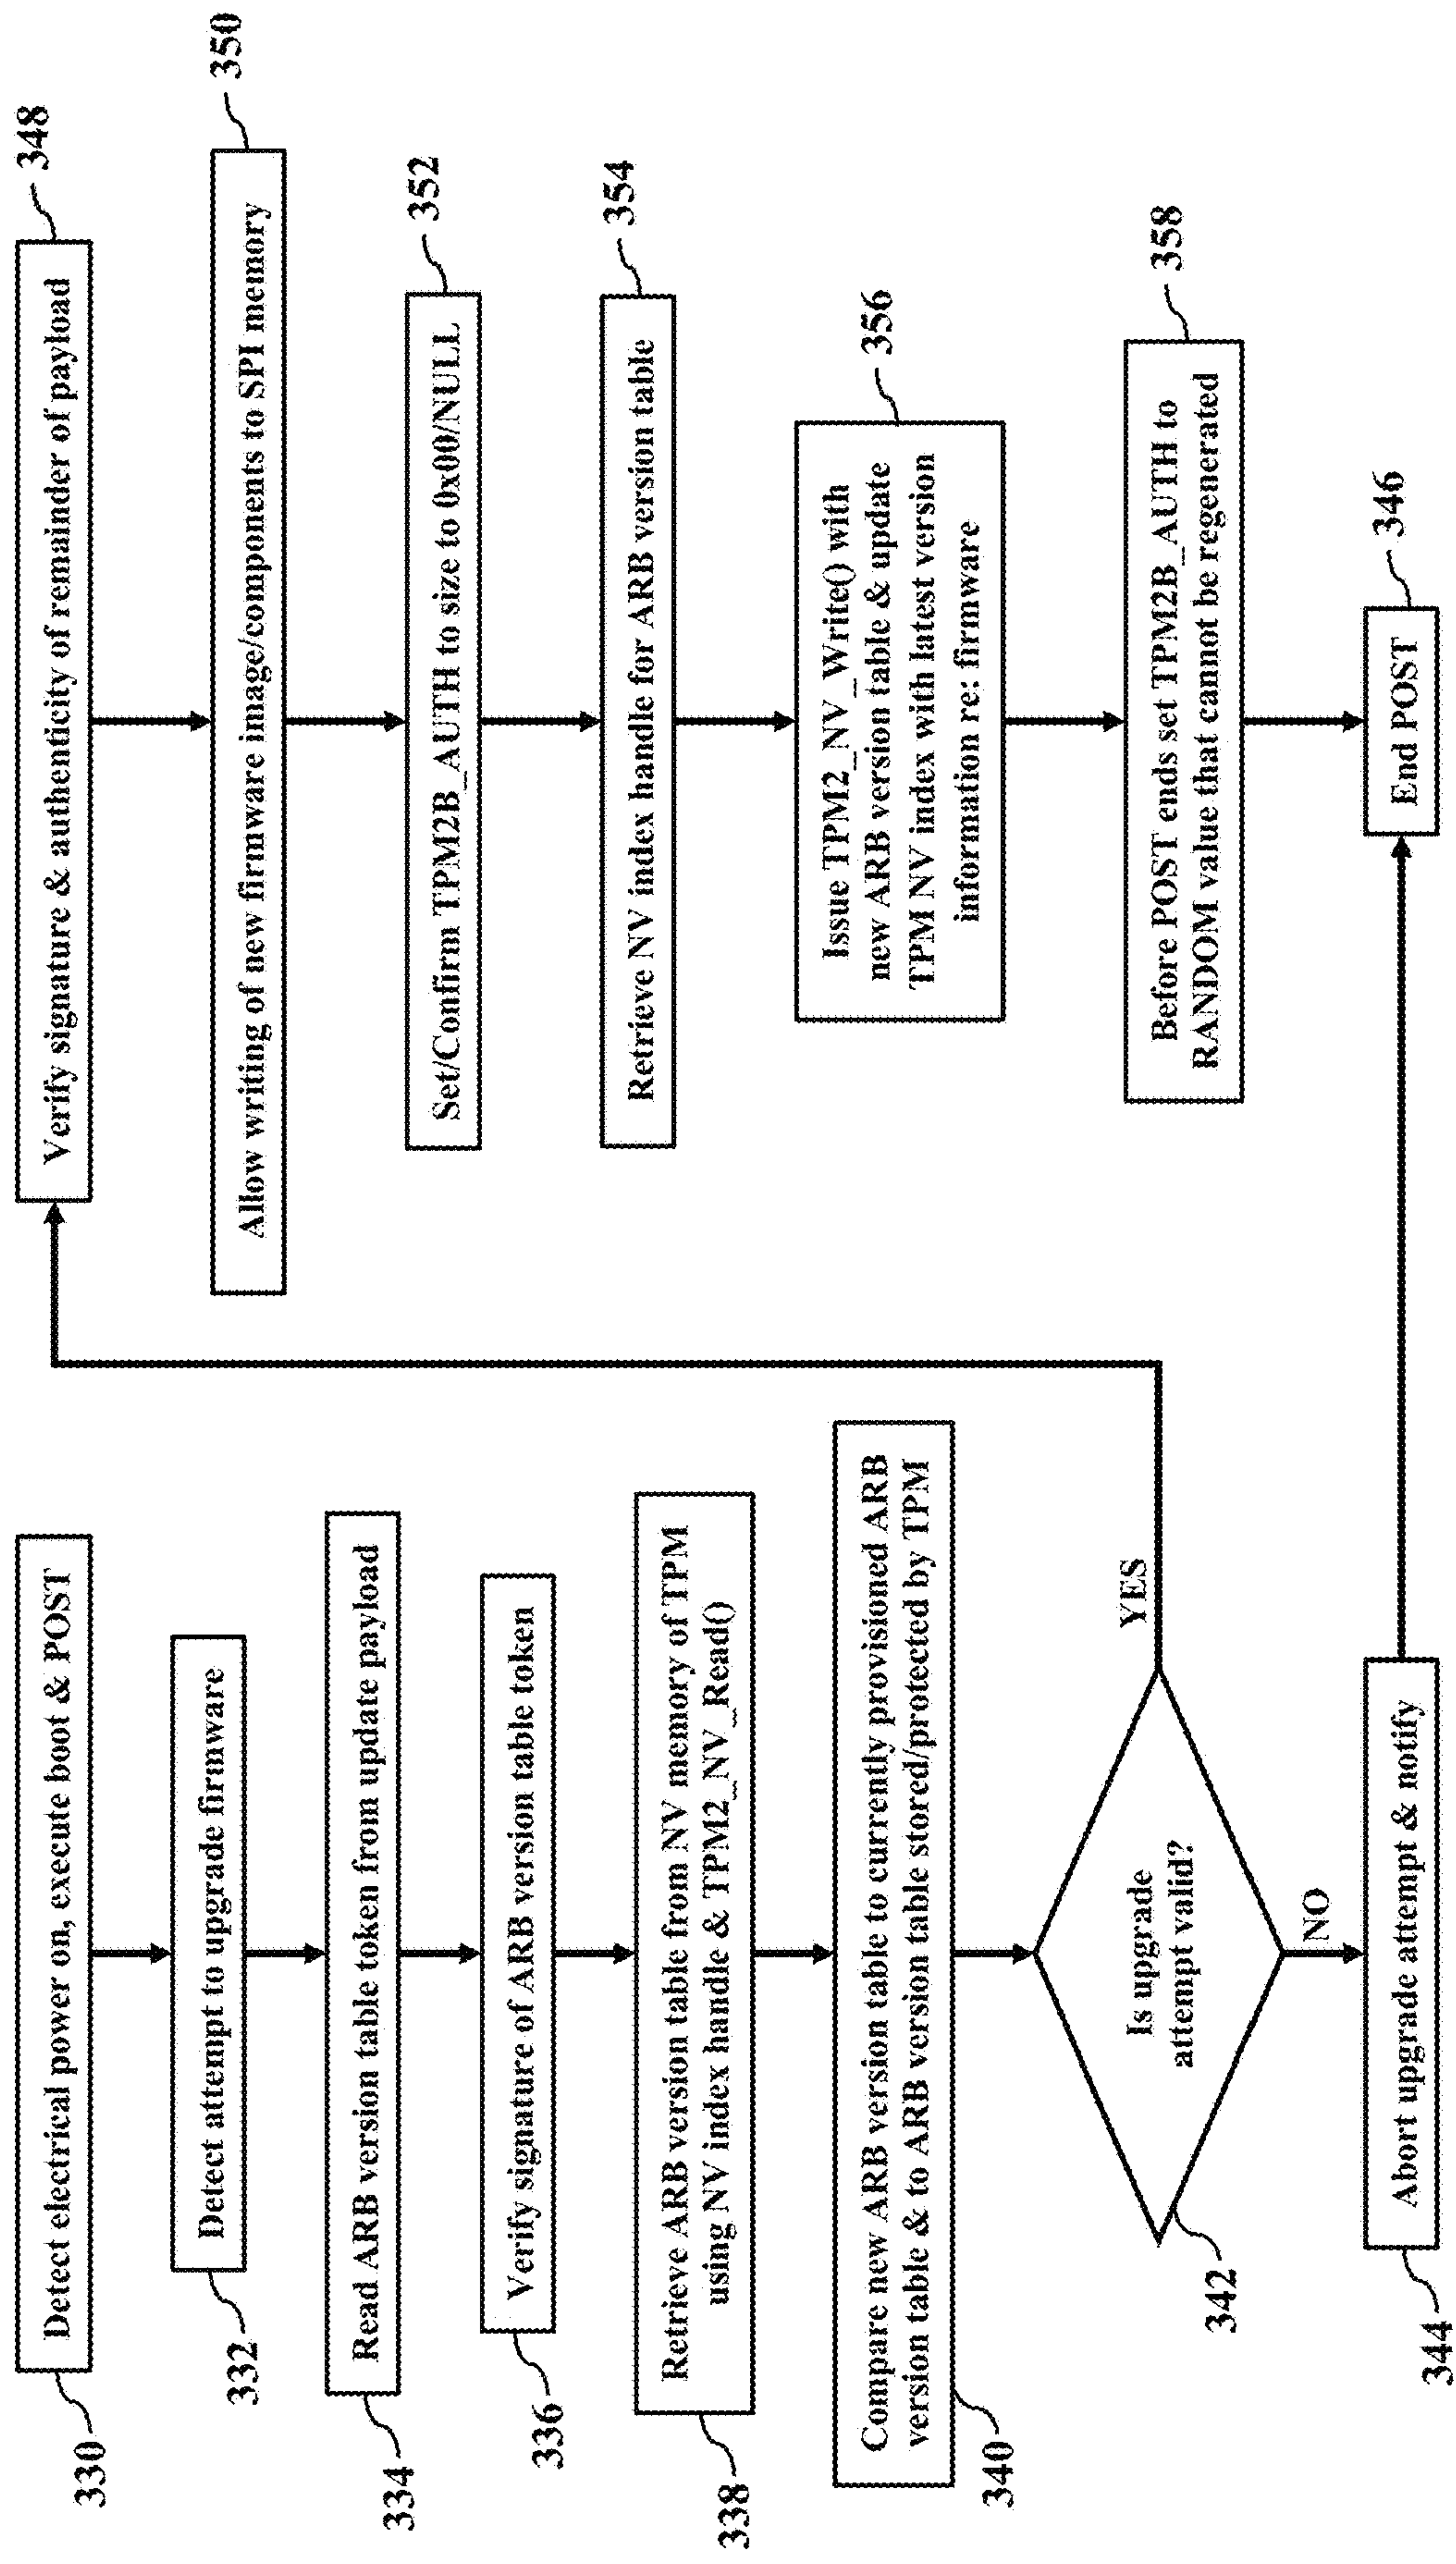 330
Detect electrical power on, execute boot & POST
332
Detect attempt to upgrade firmware
334
Read ARB version table token from update payload
336
Verify signature of ARB version table token
338
Retrieve ARB version table from NV memory of TPM
using NV index handle & TPM2_NV_Read()
340
Compare new ARB version table to currently provisioned ARB
version table & to ARB version table stored/protected by TPM
342
Is upgrade
attempt valid?
YES
NO
344
Abort upgrade attempt & notify
348
Verify signature & authenticity of remainder of payload
350
Allow writing of new firmware image/components to SPI memory
352
Set/Confirm TPM2B_AUTH to size to 0x00/NULL
354
Retrieve NV index handle for ARB version table
356
Issue TPM2_NV_Write() with
new ARB version table & update
TPM NV index with latest version
information re: firmware
358
Before POST ends set TPM2B_AUTH to
RANDOM value that cannot be regenerated
346
End POST